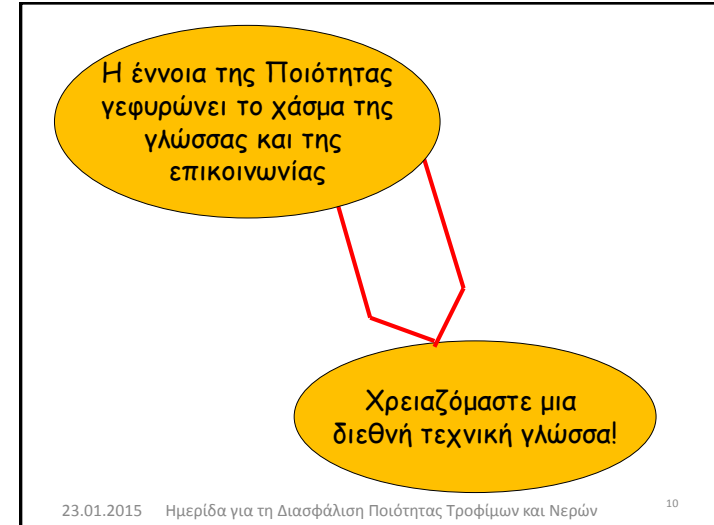 Η έννοια της Ποιότητας
γεφυρώνει το χάσμα της
γλώσσας και της
επικοινωνίας
Χρειαζόμαστε μια
διεθνή τεχνική γλώσσα!
23.01.2015 Ημερίδα για τη Διασφάλιση Ποιότητας Τροφίμων και Νερών 10